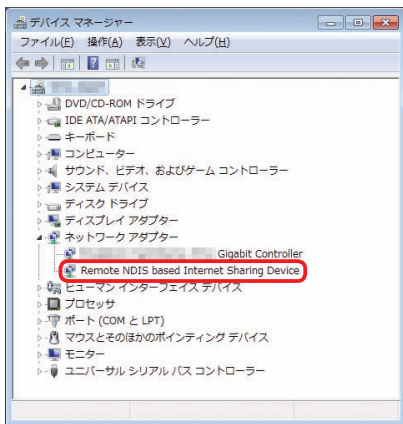 デバイス マネージャー
ファイル(F) 操作(A) 表示(V) ヘルプ(H)
DVD/CD-ROM ドライブ
IDE ATA/ATAPI コントローラー
キーボード
コンピューター
サウンド、ビデオ、およびゲーム コントローラー
システム デバイス
ディスク ドライブ
ディスプレイ アダプター
ネットワーク アダプター
Gigabit Controller
Remote NDIS based Internet Sharing Device
ヒューマン インターフェイス デバイス
プロセッサ
ポート (COM と LPT)
マウスとそのほかのポインティング デバイス
モニター
ユニバーサル シリアル バス コントローラー